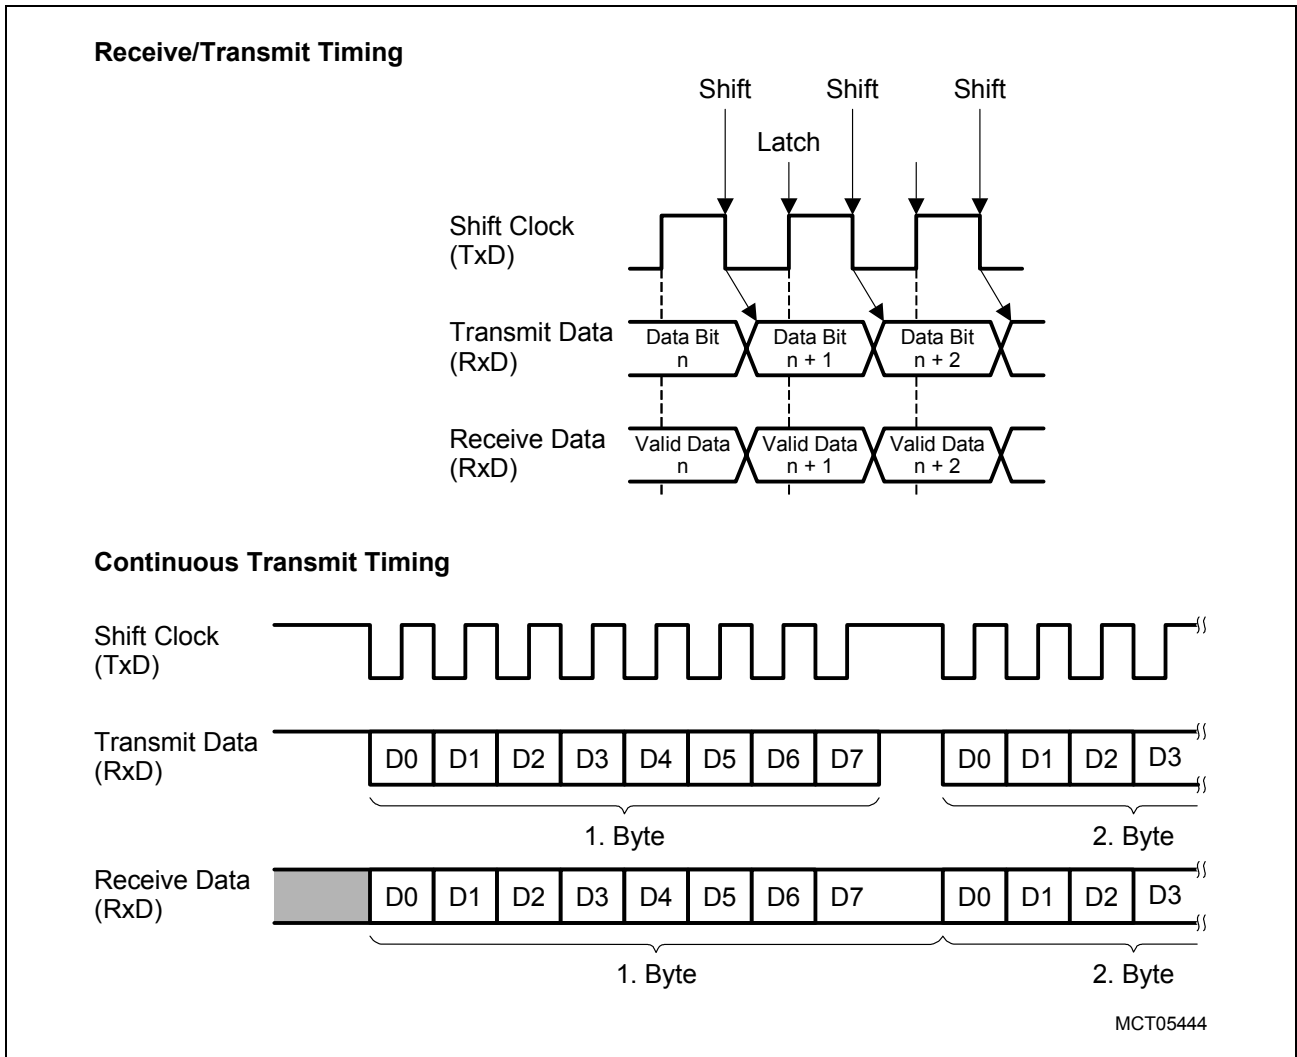 Receive/Transmit Timing
Shift Shift Shift
Latch
Shift Clock
(TxD)
Transmit Data
(RxD)
Data Bit
n
Data Bit
n + 1
Data Bit
n + 2
Receive Data
(RxD)
Valid Data
n
Valid Data
n + 1
Valid Data
n + 2
Continuous Transmit Timing
Shift Clock
(TxD)
Transmit Data
(RxD)
D0 D1 D2 D3 D4 D5 D6 D7 D0 D1 D2 D3
1. Byte 2. Byte
Receive Data
(RxD)
D0 D1 D2 D3 D4 D5 D6 D7 D0 D1 D2 D3
1. Byte 2. Byte
MCT05444